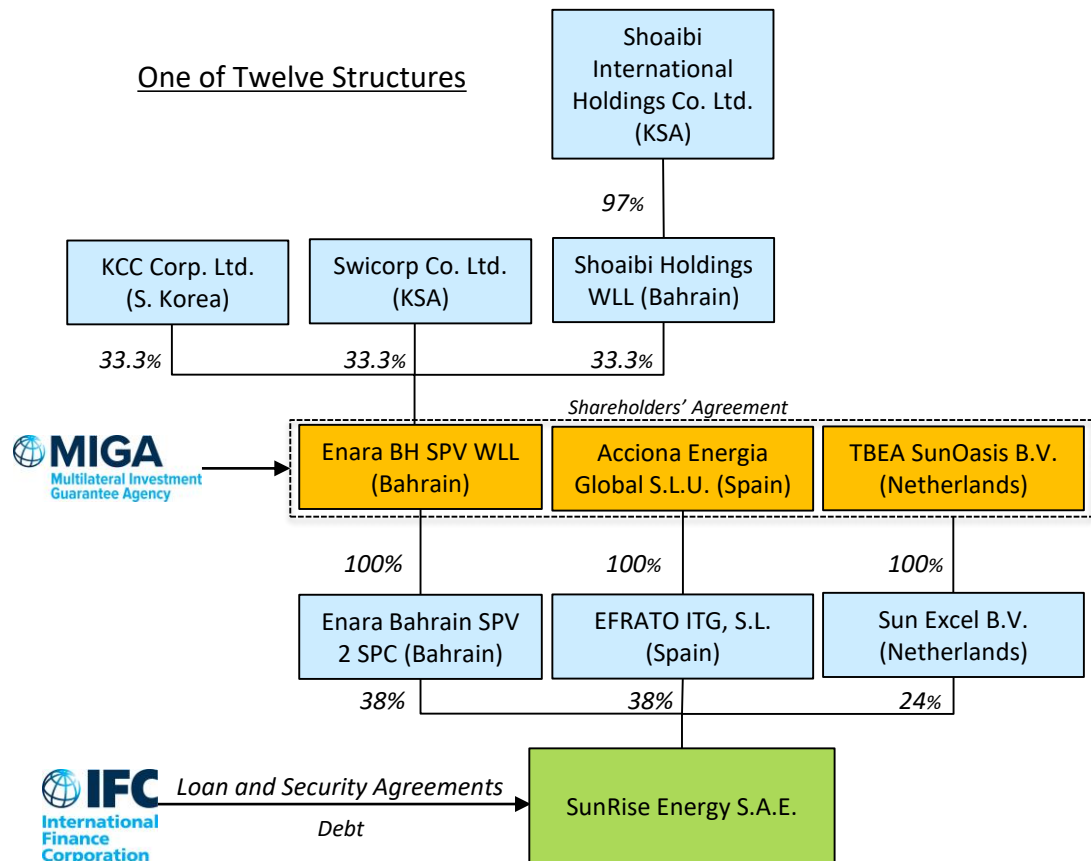 One of Twelve Structures
Shoaibi
International
Holdings Co. Ltd.
(KSA)
97%
KCC Corp. Ltd.
(S. Korea)
Swicorp Co. Ltd.
(KSA)
Shoaibi Holdings
WLL (Bahrain)
33.3%
33.3%
33.3%
Shareholders’ Agreement
MIGA
Multilateral Investment
Guarantee Agency
Enara BH SPV WLL
(Bahrain)
Acciona Energia
Global S.L.U. (Spain)
TBEA SunOasis B.V.
(Netherlands)
100%
100%
100%
Enara Bahrain SPV
2 SPC (Bahrain)
EFRATO ITG, S.L.
(Spain)
Sun Excel B.V.
(Netherlands)
38%
38%
24%
IFC
International
Finance
Corporation
Loan and Security Agreements
Debt
SunRise Energy S.A.E.